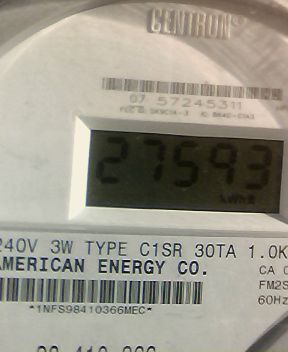 CENTRON®
07 57245311
27593
kWh
240V 3W TYPE C1SR 30TA 1.0K
AMERICAN ENERGY CO.
CA
FM2S
60Hz
*1NFS98410366MEC*